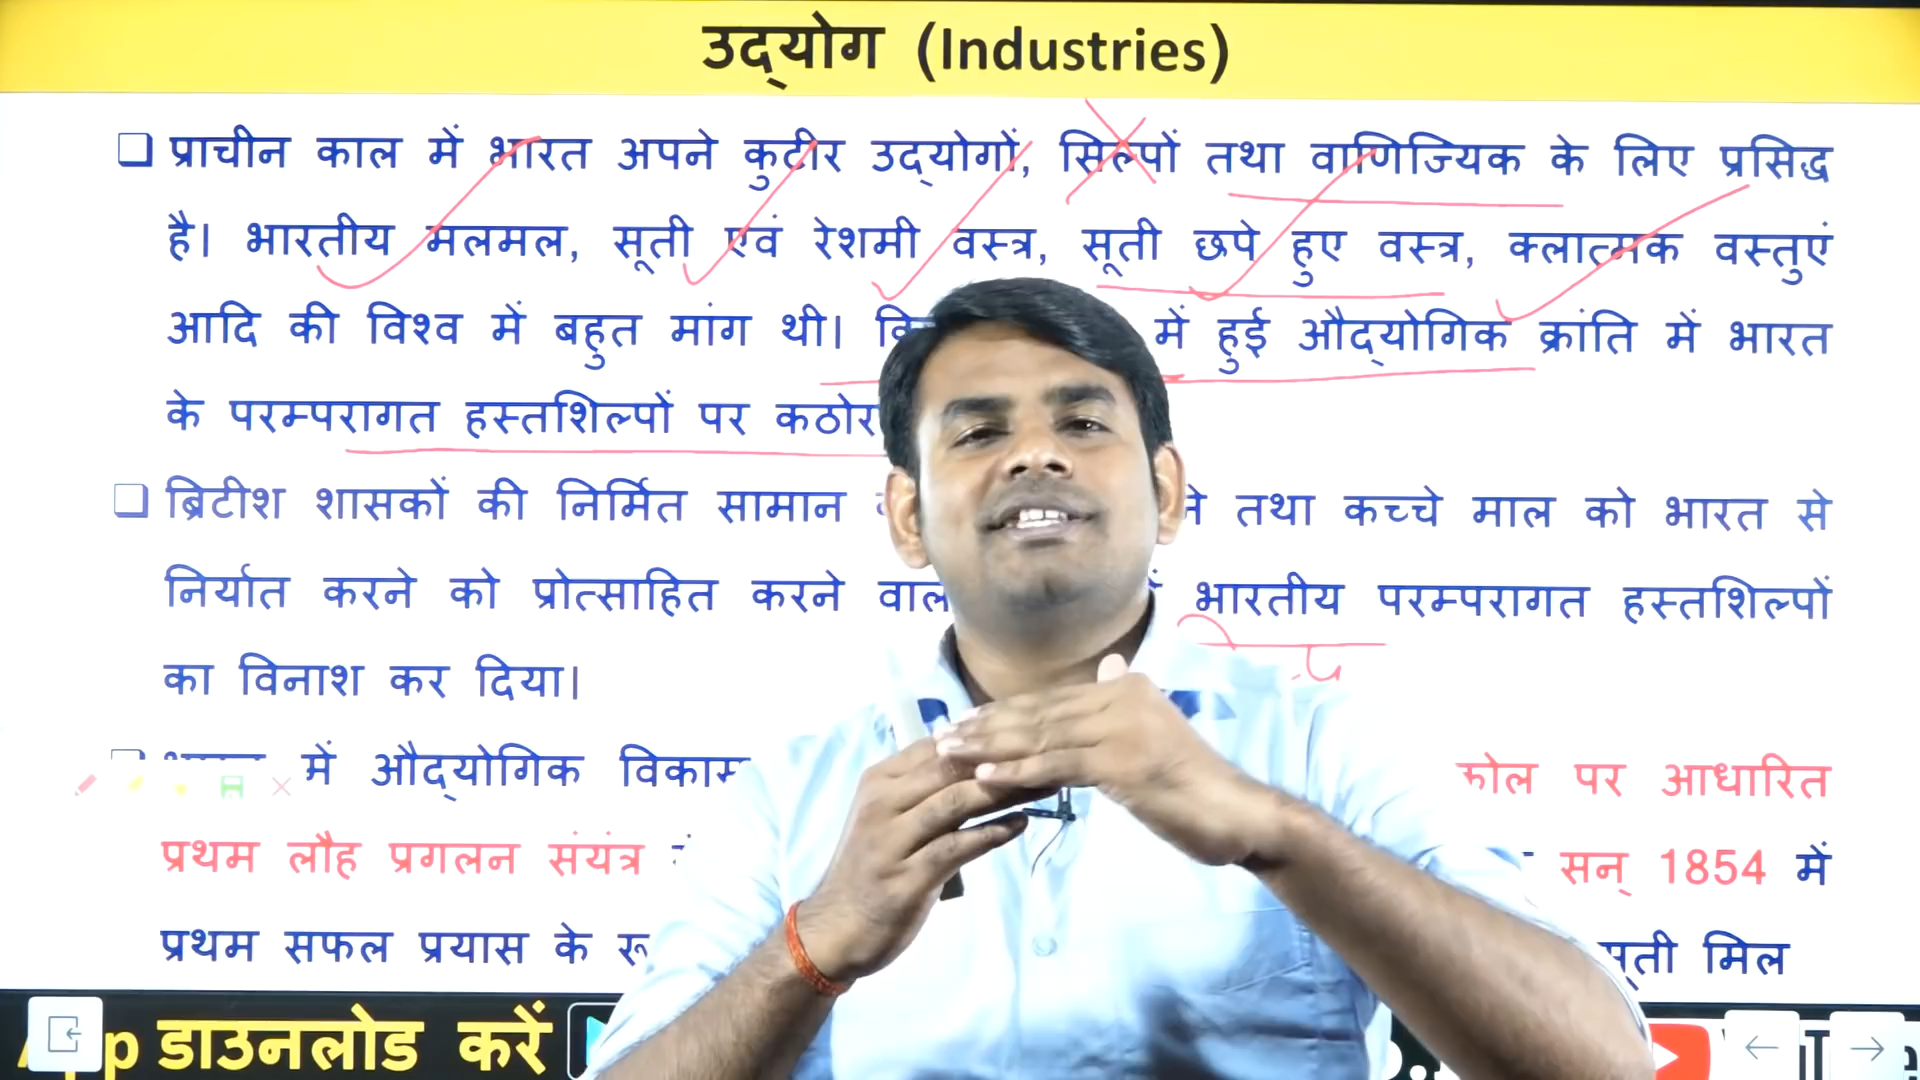 उद्योग (Industries)
प्राचीन काल में भारत अपने कुटीर उद्योगों, सिल्पों तथा वाणिज्यिक के लिए प्रसिद्ध
है। भारतीय मलमल, सूती एवं रेशमी वस्त्र, सूती छपे हुए वस्त्र, क्लात्मक वस्तुएं
आदि की विश्व में बहुत मांग थी। में हुई औद्योगिक क्रांति में भारत
के परम्परागत हस्तशिल्पों पर कठोर
ब्रिटीश शासकों की निर्मित सामान तथा कच्चे माल को भारत से
निर्यात करने को प्रोत्साहित करने भारतीय परम्परागत हस्तशिल्पों
का विनाश कर दिया।
में औद्योगिक पर आधारित
प्रथम लौह प्रगलन संयंत्र सन् 1854 में
प्रथम सफल प्रयास के सूती मिल
App डाउनलोड करें